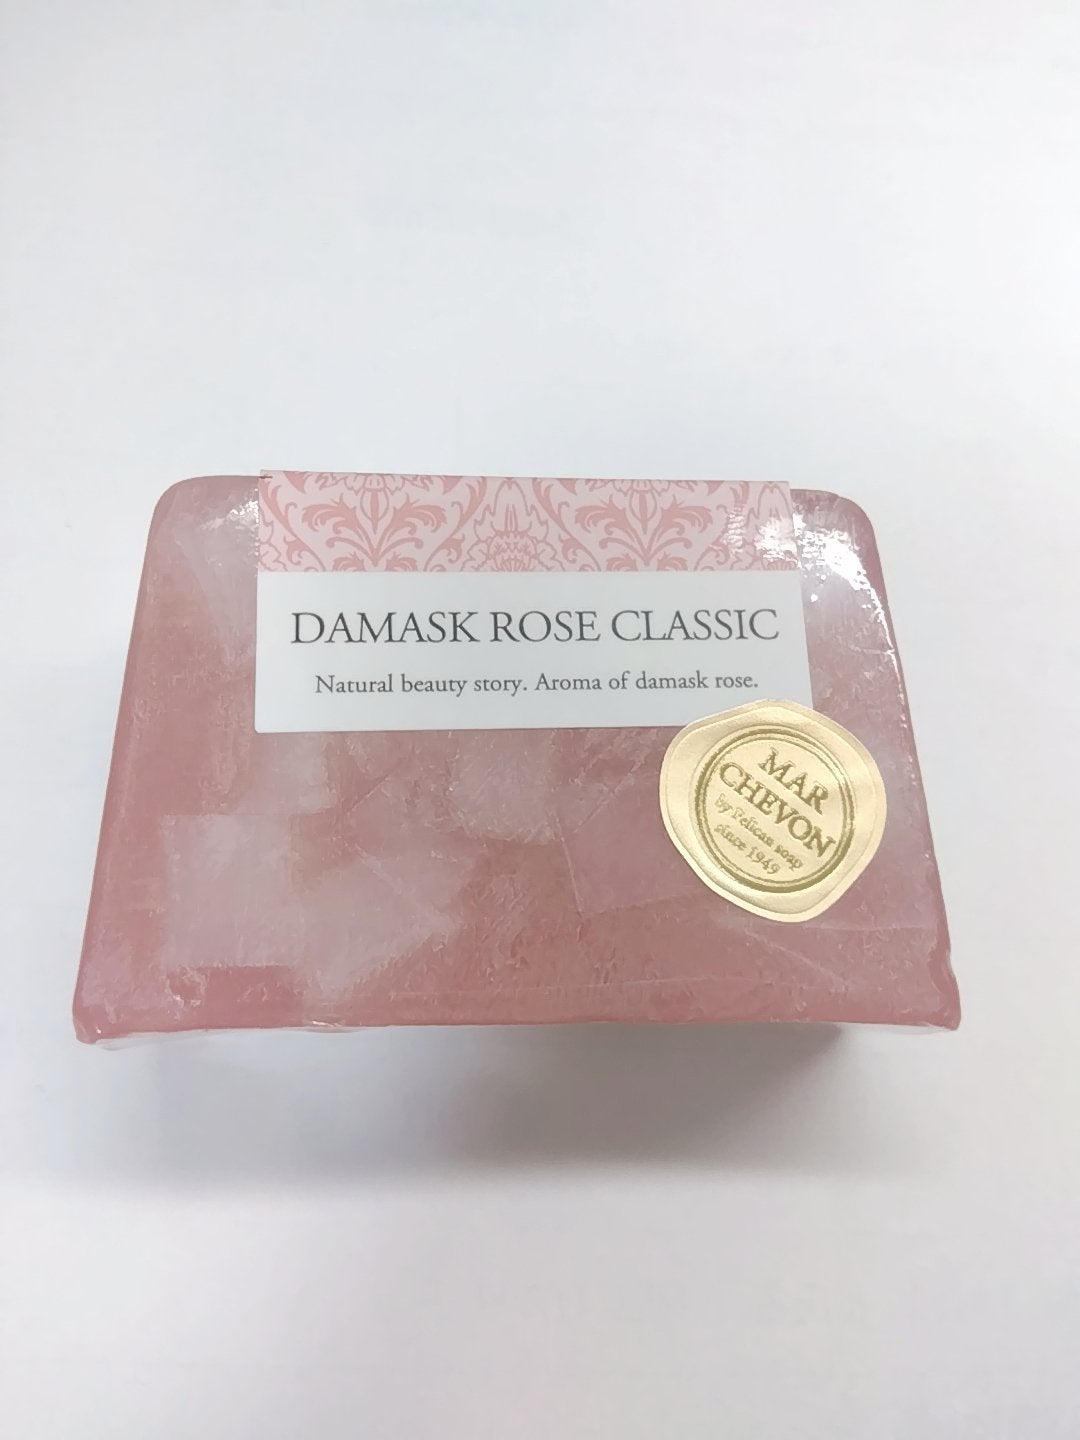 DAMASK ROSE CLASSIC
Natural beauty story. Aroma of damask rose.
MAR
CHEVON
by Pelican soap
since 1949